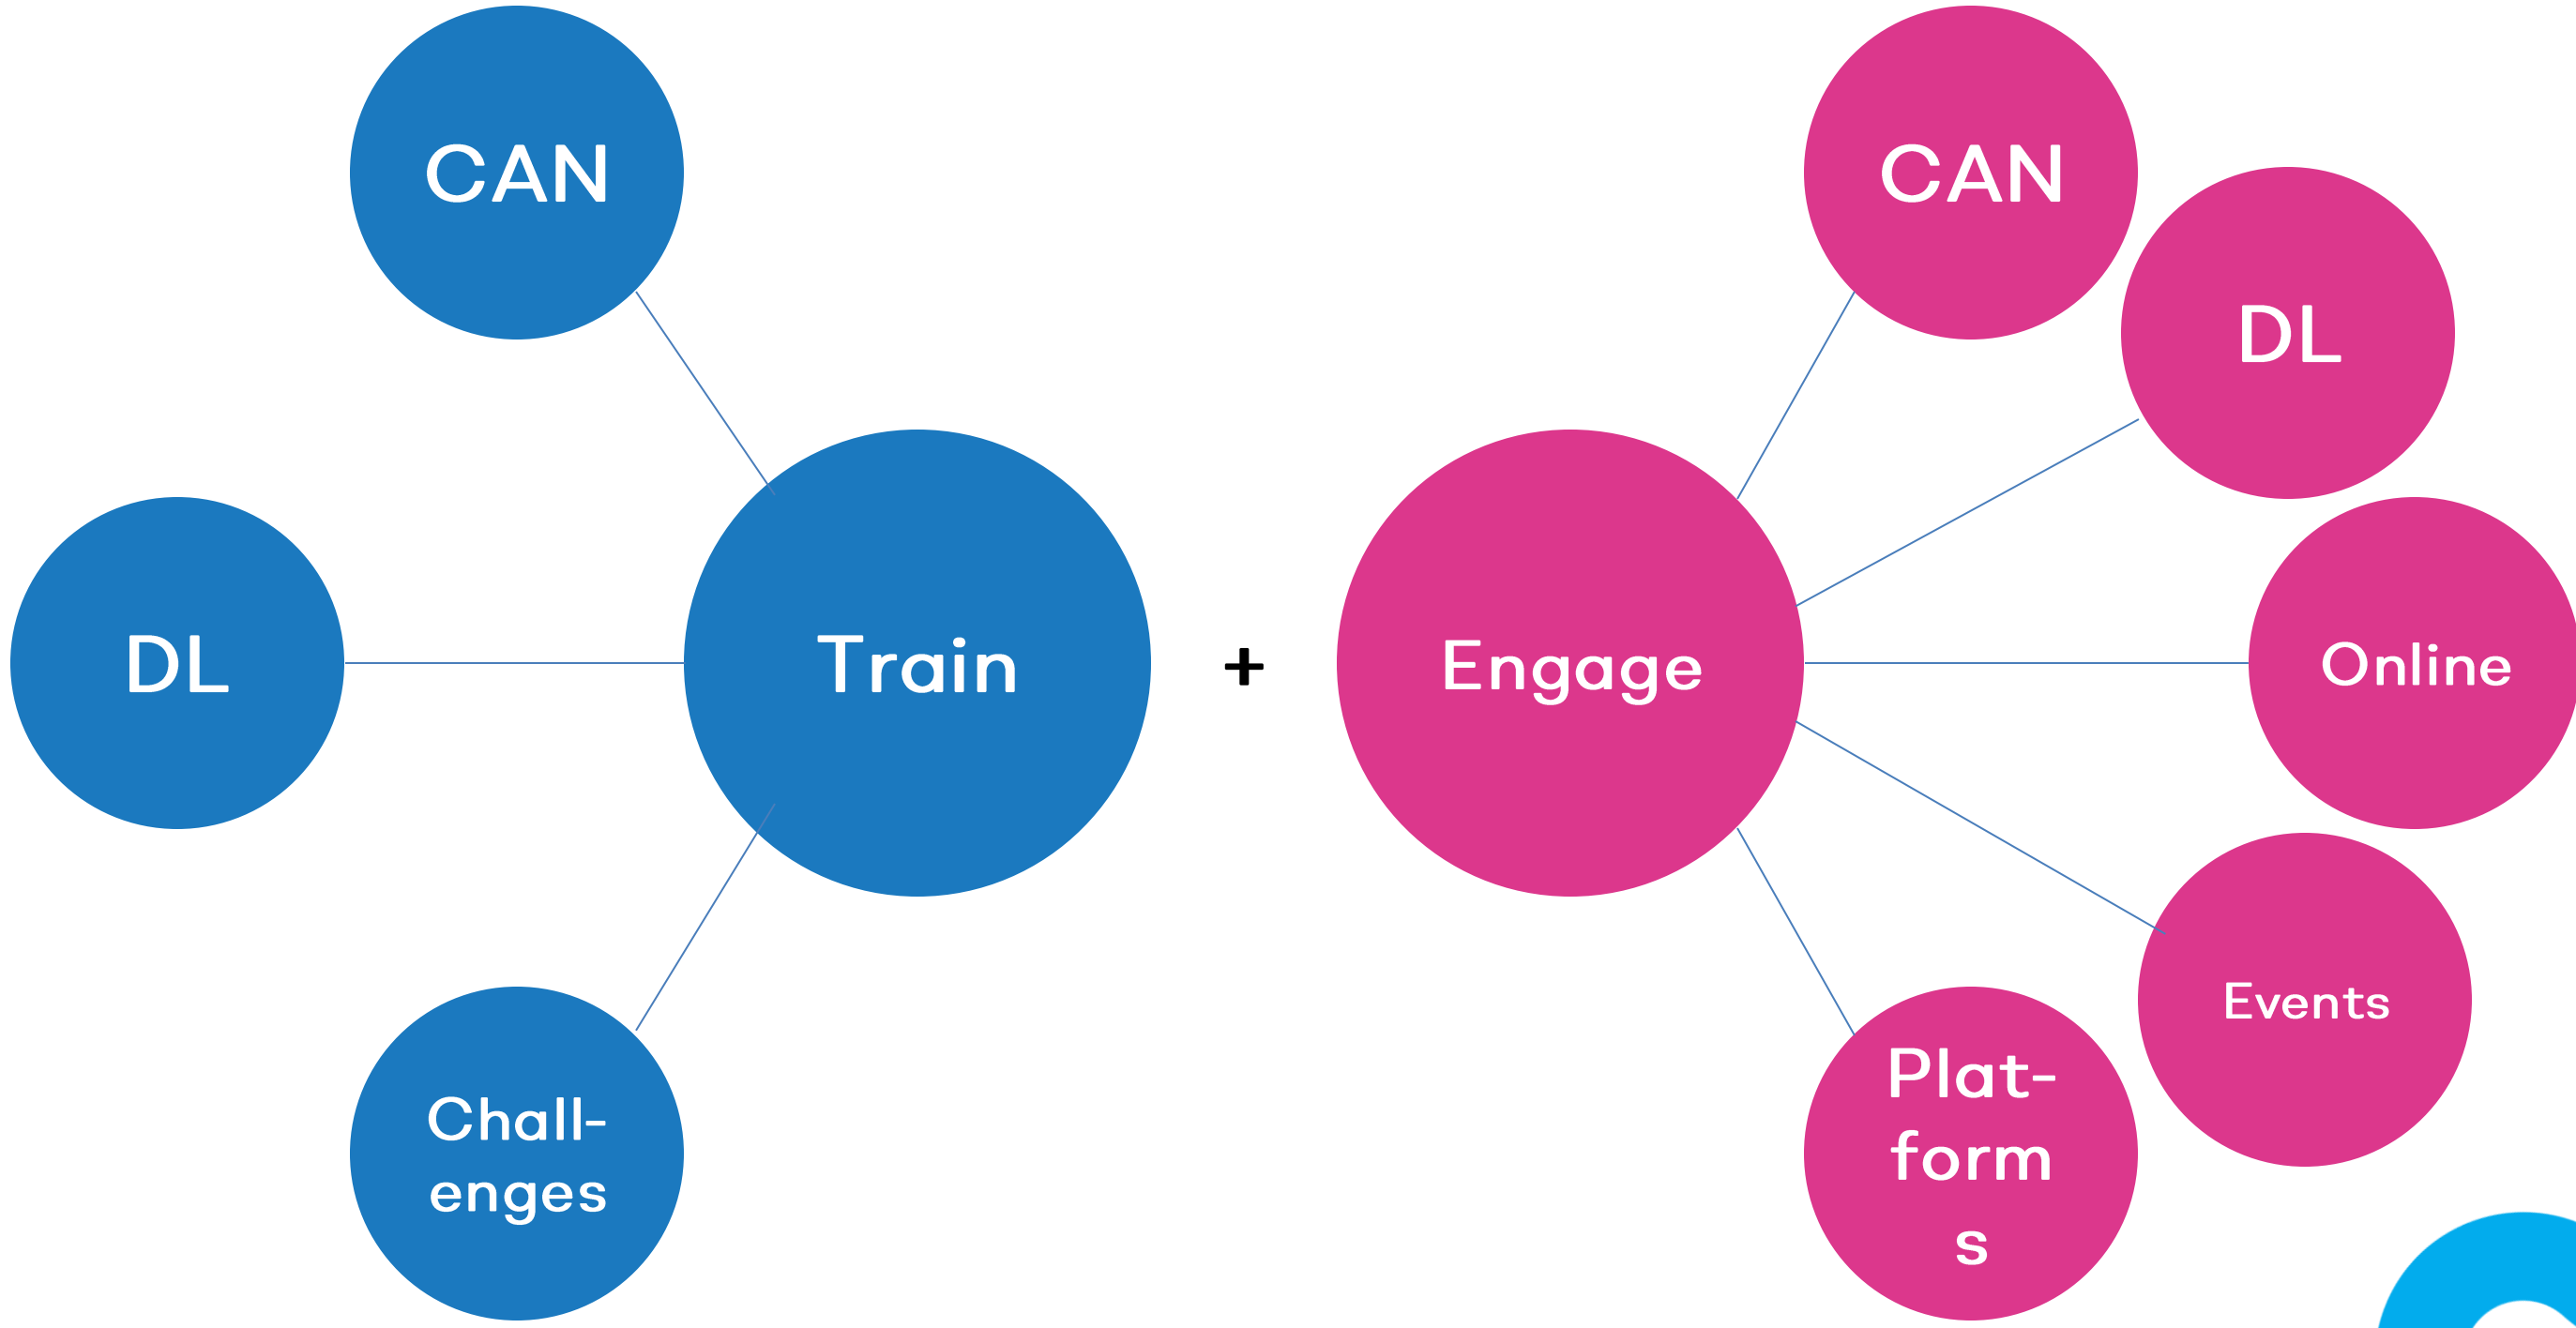 CAN
DL
Train
Chall-
enges
+
CAN
DL
Engage
Online
Events
Plat-
form
s